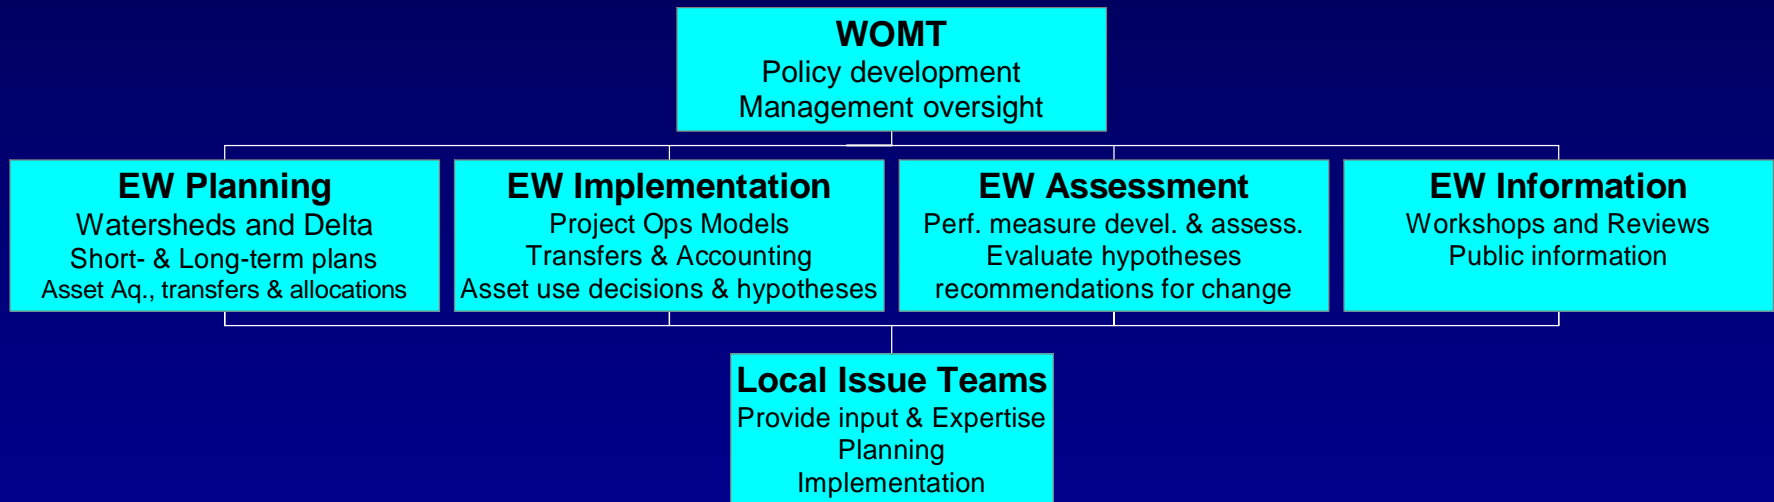 WOMT
Policy development
Management oversight
EW Planning
Watersheds and Delta
Short- & Long-term plans
Asset Aq., transfers & allocations
EW Implementation
Project Ops Models
Transfers & Accounting
Asset use decisions & hypotheses
EW Assessment
Perf. measure devel. & assess.
Evaluate hypotheses
recommendations for change
EW Information
Workshops and Reviews
Public information
Local Issue Teams
Provide input & Expertise
Planning
Implementation